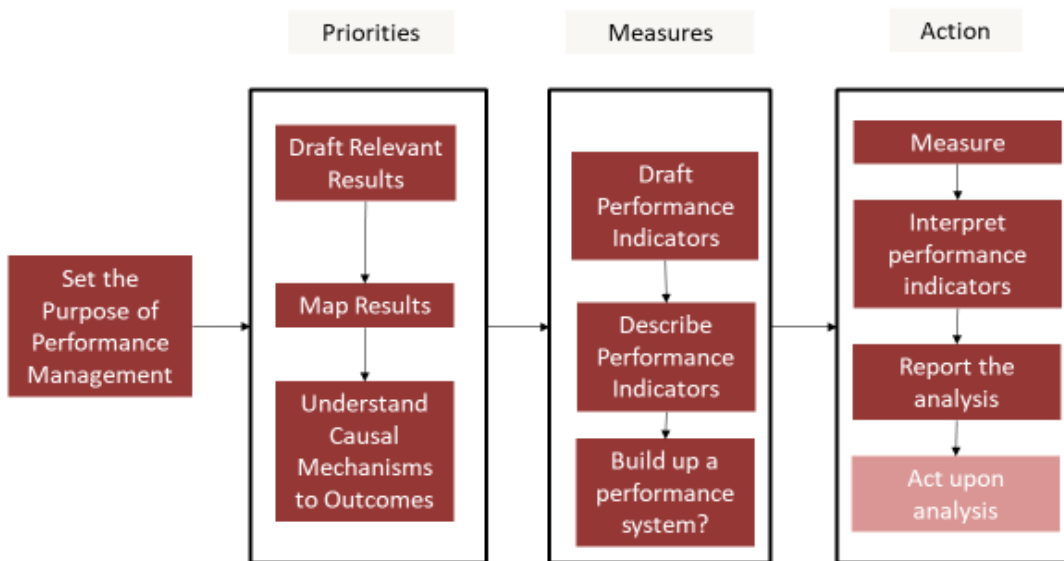 Priorities
Measures
Action
Set the
Purpose of
Performance
Management
Draft Relevant
Results
Map Results
Understand
Causal
Mechanisms
to Outcomes
Draft
Performance
Indicators
Describe
Performance
Indicators
Build up a
performance
system?
Measure
Interpret
performance
indicators
Report the
analysis
Act upon
analysis